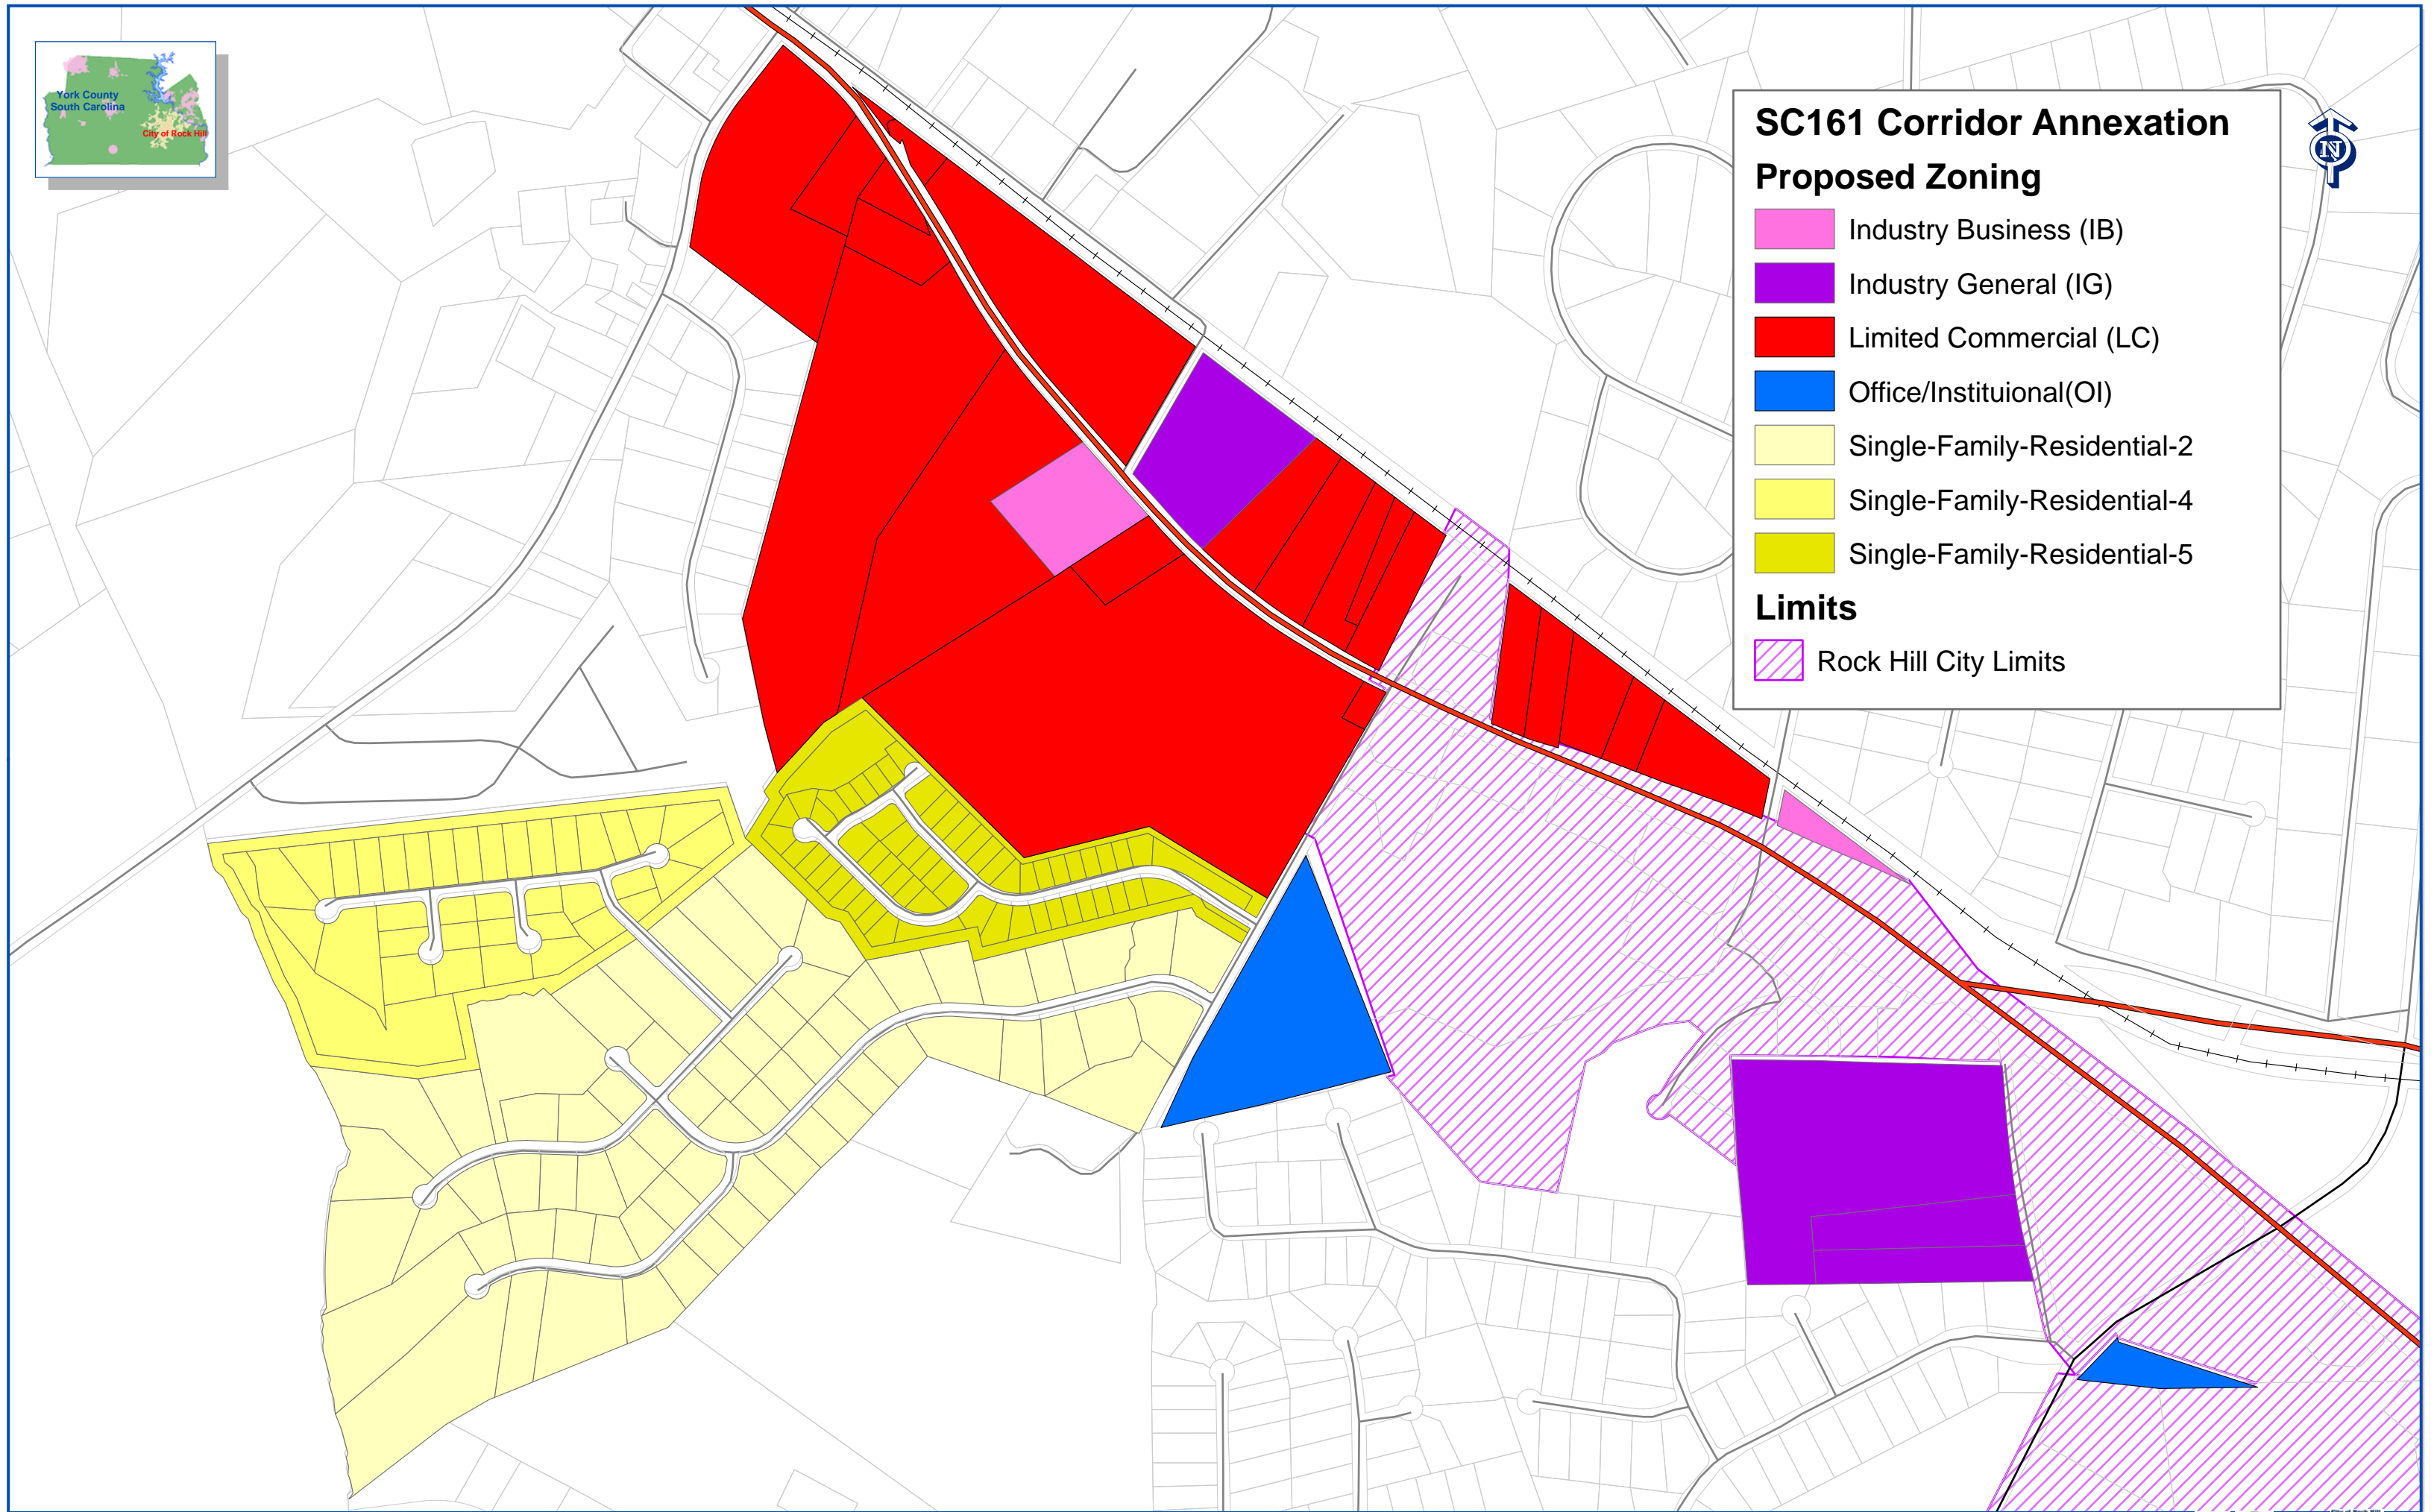 York County
South Carolina
City of Rock Hill
SC161 Corridor Annexation
N
Proposed Zoning
Industry Business (IB)
Industry General (IG)
Limited Commercial (LC)
Office/Instituional(OI)
Single-Family-Residential-2
Single-Family-Residential-4
Single-Family-Residential-5
Limits
Rock Hill City Limits